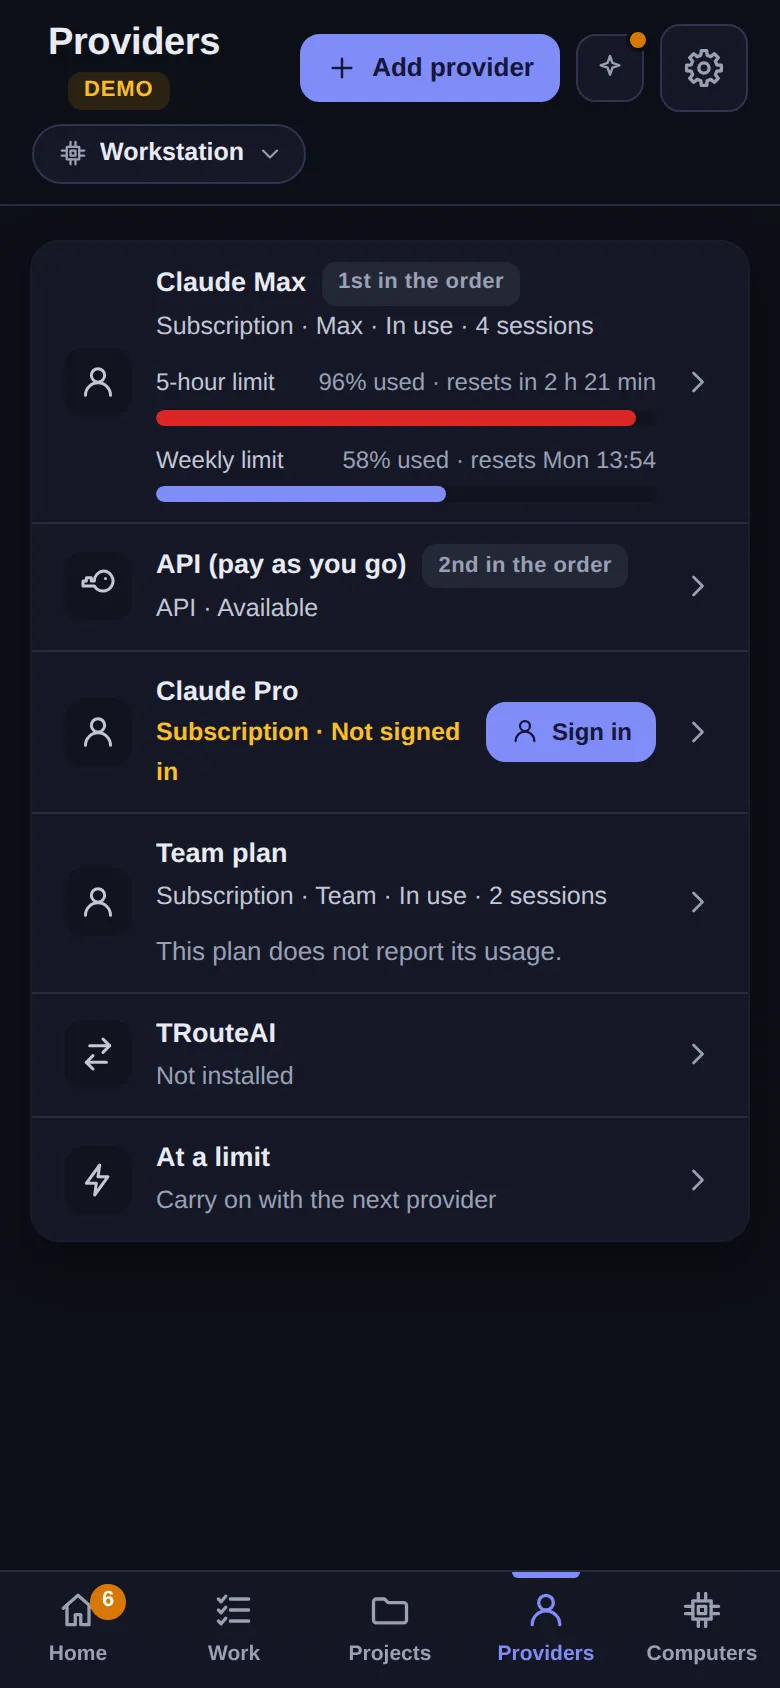 Providers
DEMO
Add provider
Workstation
Claude Max 1st in the order
Subscription · Max · In use · 4 sessions
5-hour limit 96% used · resets in 2 h 21 min
Weekly limit 58% used · resets Mon 13:54
API (pay as you go) 2nd in the order
API · Available
Claude Pro
Subscription · Not signed
in
Sign in
Team plan
Subscription · Team · In use · 2 sessions
This plan does not report its usage.
TRouteAI
Not installed
At a limit
Carry on with the next provider
6
Home Work Projects Providers Computers